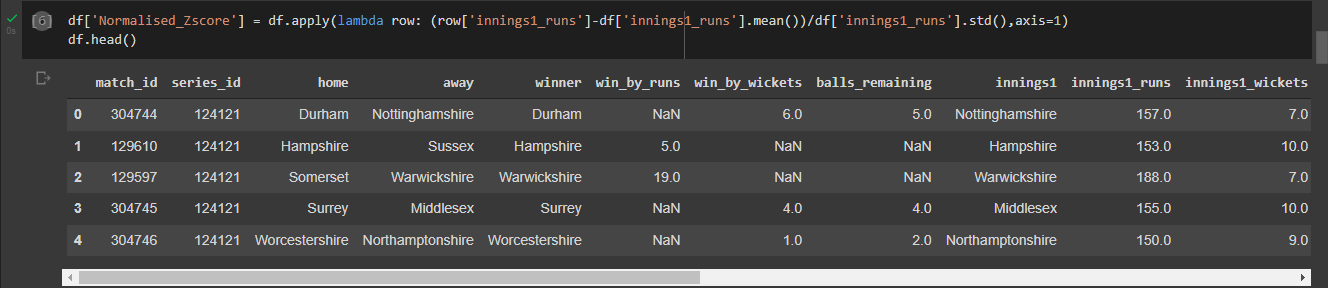 [6] df['Normalised_Zscore'] = df.apply(lambda row: (row['innings1_runs']-df['innings1_runs'].mean())/df['innings1_runs'].std(),axis=1)
0s df.head()
match_id series_id home away winner win_by_runs win_by_wickets balls_remaining innings1 innings1_runs innings1_wickets
0 304744 124121 Durham Nottinghamshire Durham NaN 6.0 5.0 Nottinghamshire 157.0 7.0
1 129610 124121 Hampshire Sussex Hampshire 5.0 NaN NaN Hampshire 153.0 10.0
2 129597 124121 Somerset Warwickshire Warwickshire 19.0 NaN NaN Warwickshire 188.0 7.0
3 304745 124121 Surrey Middlesex Surrey NaN 4.0 4.0 Middlesex 155.0 10.0
4 304746 124121 Worcestershire Northamptonshire Worcestershire NaN 1.0 2.0 Northamptonshire 150.0 9.0